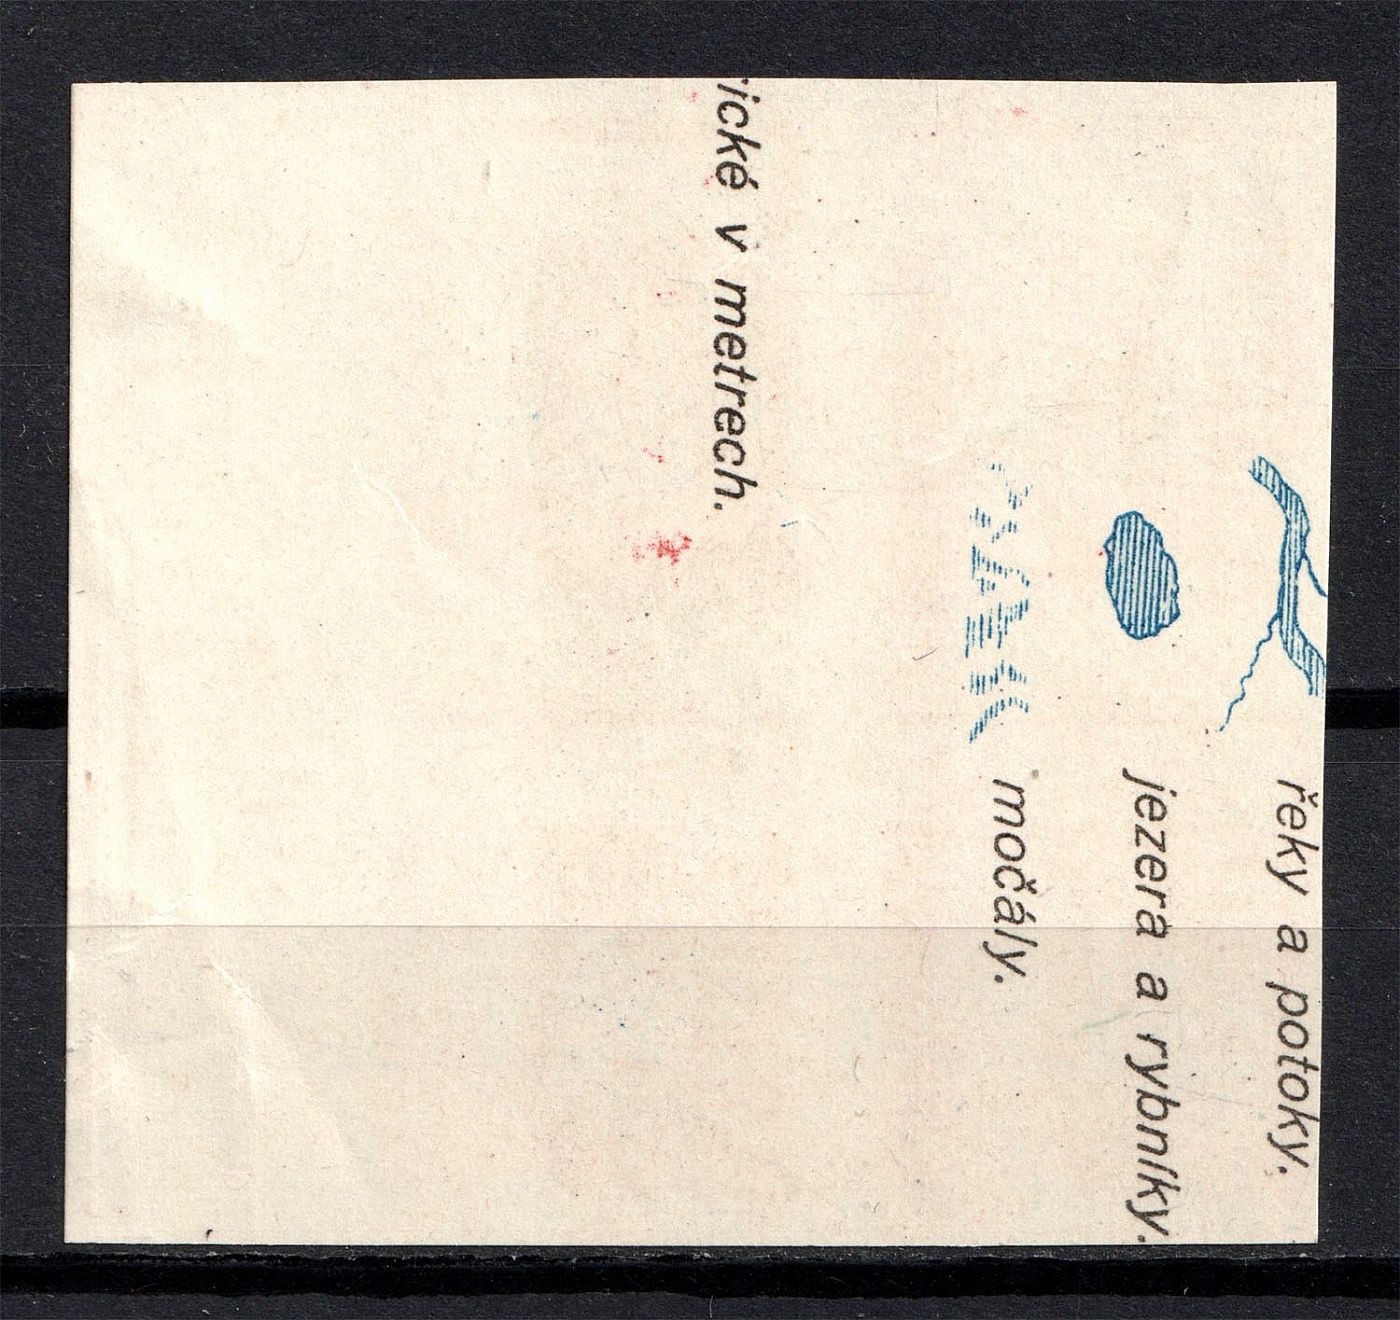 řeky a potoky.
jezera a rybníky.
močály.
ické v metrech.